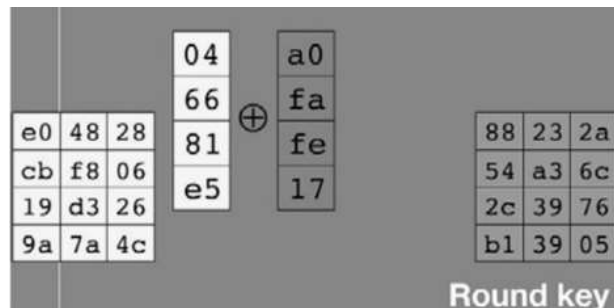 04
66
81
e5
⊕
a0
fa
fe
17
e0 48 28
cb f8 06
19 d3 26
9a 7a 4c
88 23 2a
54 a3 6c
2c 39 76
b1 39 05
Round key